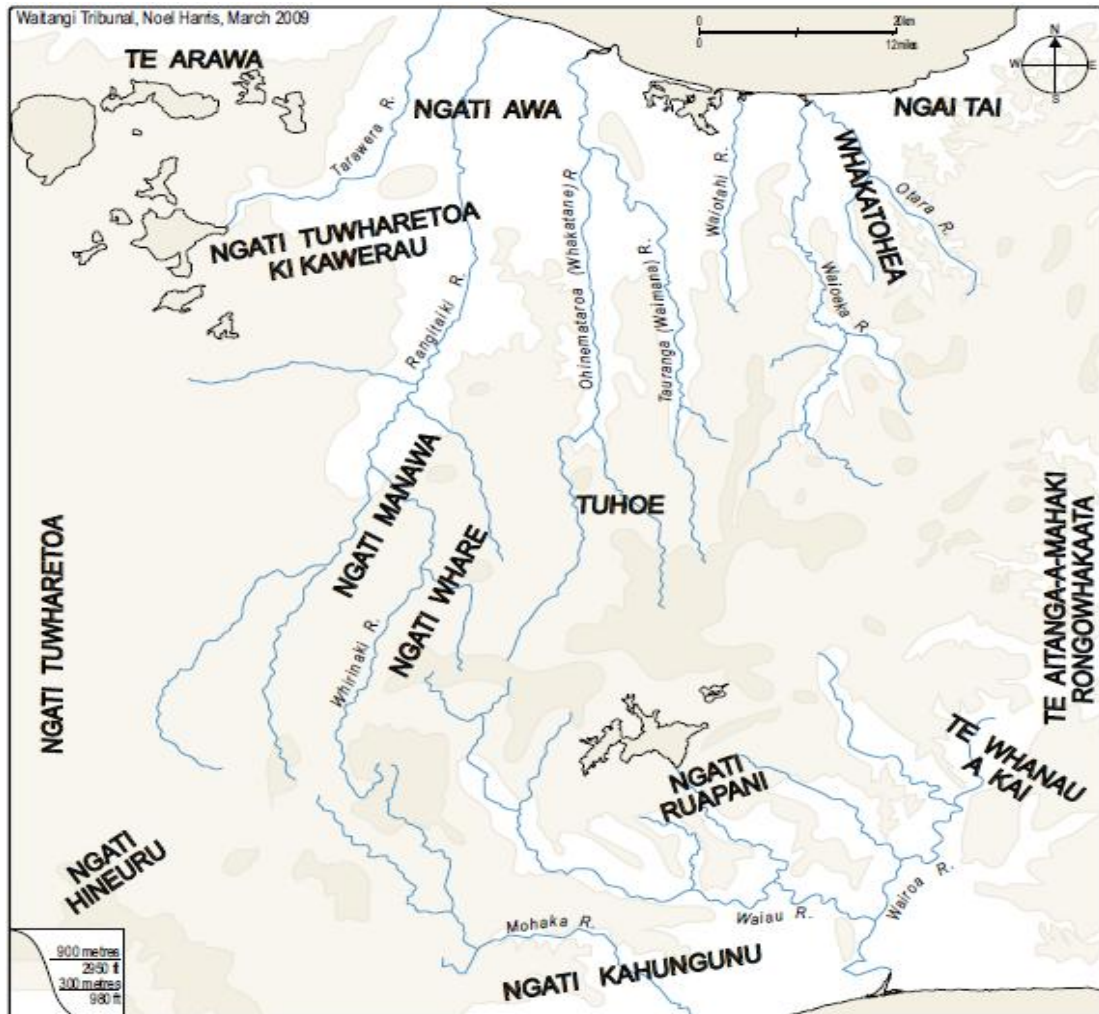 Waitangi Tribunal, Noel Harris, March 2009
0 20km
0 12miles
N
W E
S
TE ARAWA
NGATI AWA
NGAI TAI
Tarawera R.
WHAKATOHEA
Otara R.
Waiotahi R.
NGATI TUWHARETOA
KI KAWERAU
Rangitaiki R.
Ohinemataroa (Whakatane) R
Tauranga (Waimana) R.
Waioeka R
NGATI MANAWA
TUHOE
NGATI WHARE
Whirinaki R.
NGATI TUWHARETOA
TE AITANGA-A-MAHAKI
RONGOWHAKAATA
TE WHANAU
A KAI
NGATI
RUAPANI
NGATI
HINEURU
Wairoa R.
Waiau R.
Mohaka R.
NGATI KAHUNGUNU
900 metres
2950 ft
300 metres
980 ft